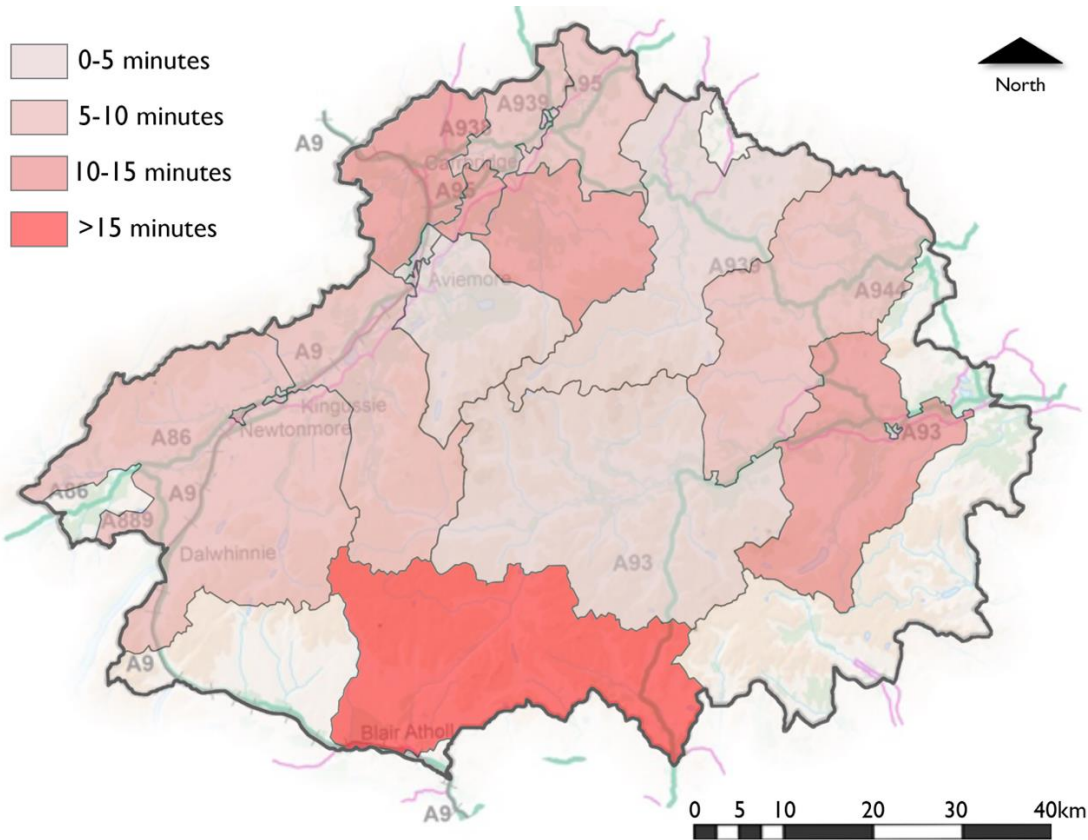 0-5 minutes
5-10 minutes
10-15 minutes
>15 minutes
North
A95
A939
A938
A9
Carrbridge
A95
Aviemore
A939
A944
A9
Kingussie
Newtonmore
A86
A93
A86
A9
A889
Dalwhinnie
A93
A9
Blair Atholl
A9
0 5 10 20 30 40km